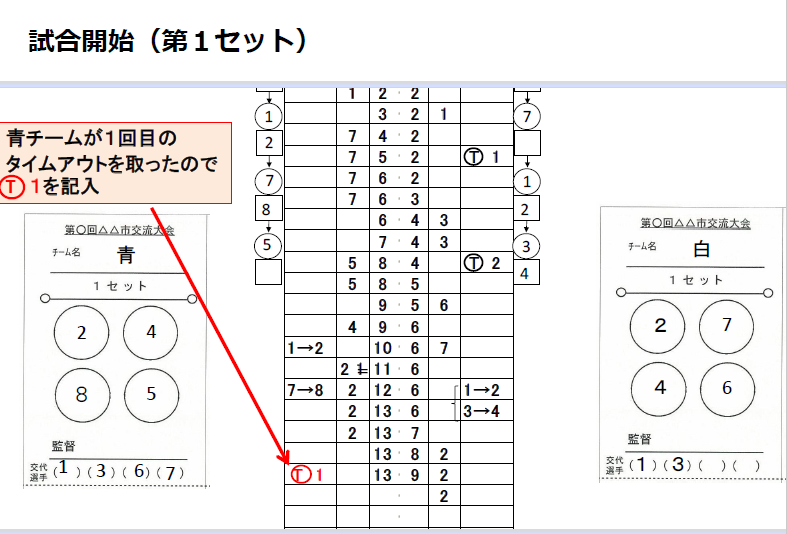 試合開始（第１セット）
青チームが１回目の
タイムアウトを取ったので
Ⓣ １を記入
第〇回△△市交流大会
チーム名 青
１セット
2 4
8 5
監督
交代選手 (1)(3)(6)(7)
1
2
7
8
5
1 2・2
3・2 1
7 4・2
7 5・2 Ⓣ 1
7 6・2
7 6・3
6・4 3
7・4 3
5 8・4 Ⓣ 2
5 8・5
9・5 6
4 9・6
1→2 10・6 7
2 1 11・6
7→8 2 12・6 1→2
2 13・6 3→4
2 13・7
13・8 2
Ⓣ 1 13・9 2
・ 2
・
7
1
2
3
4
第〇回△△市交流大会
チーム名 白
１セット
2 7
4 6
監督
交代選手 (1)(3)( )( )